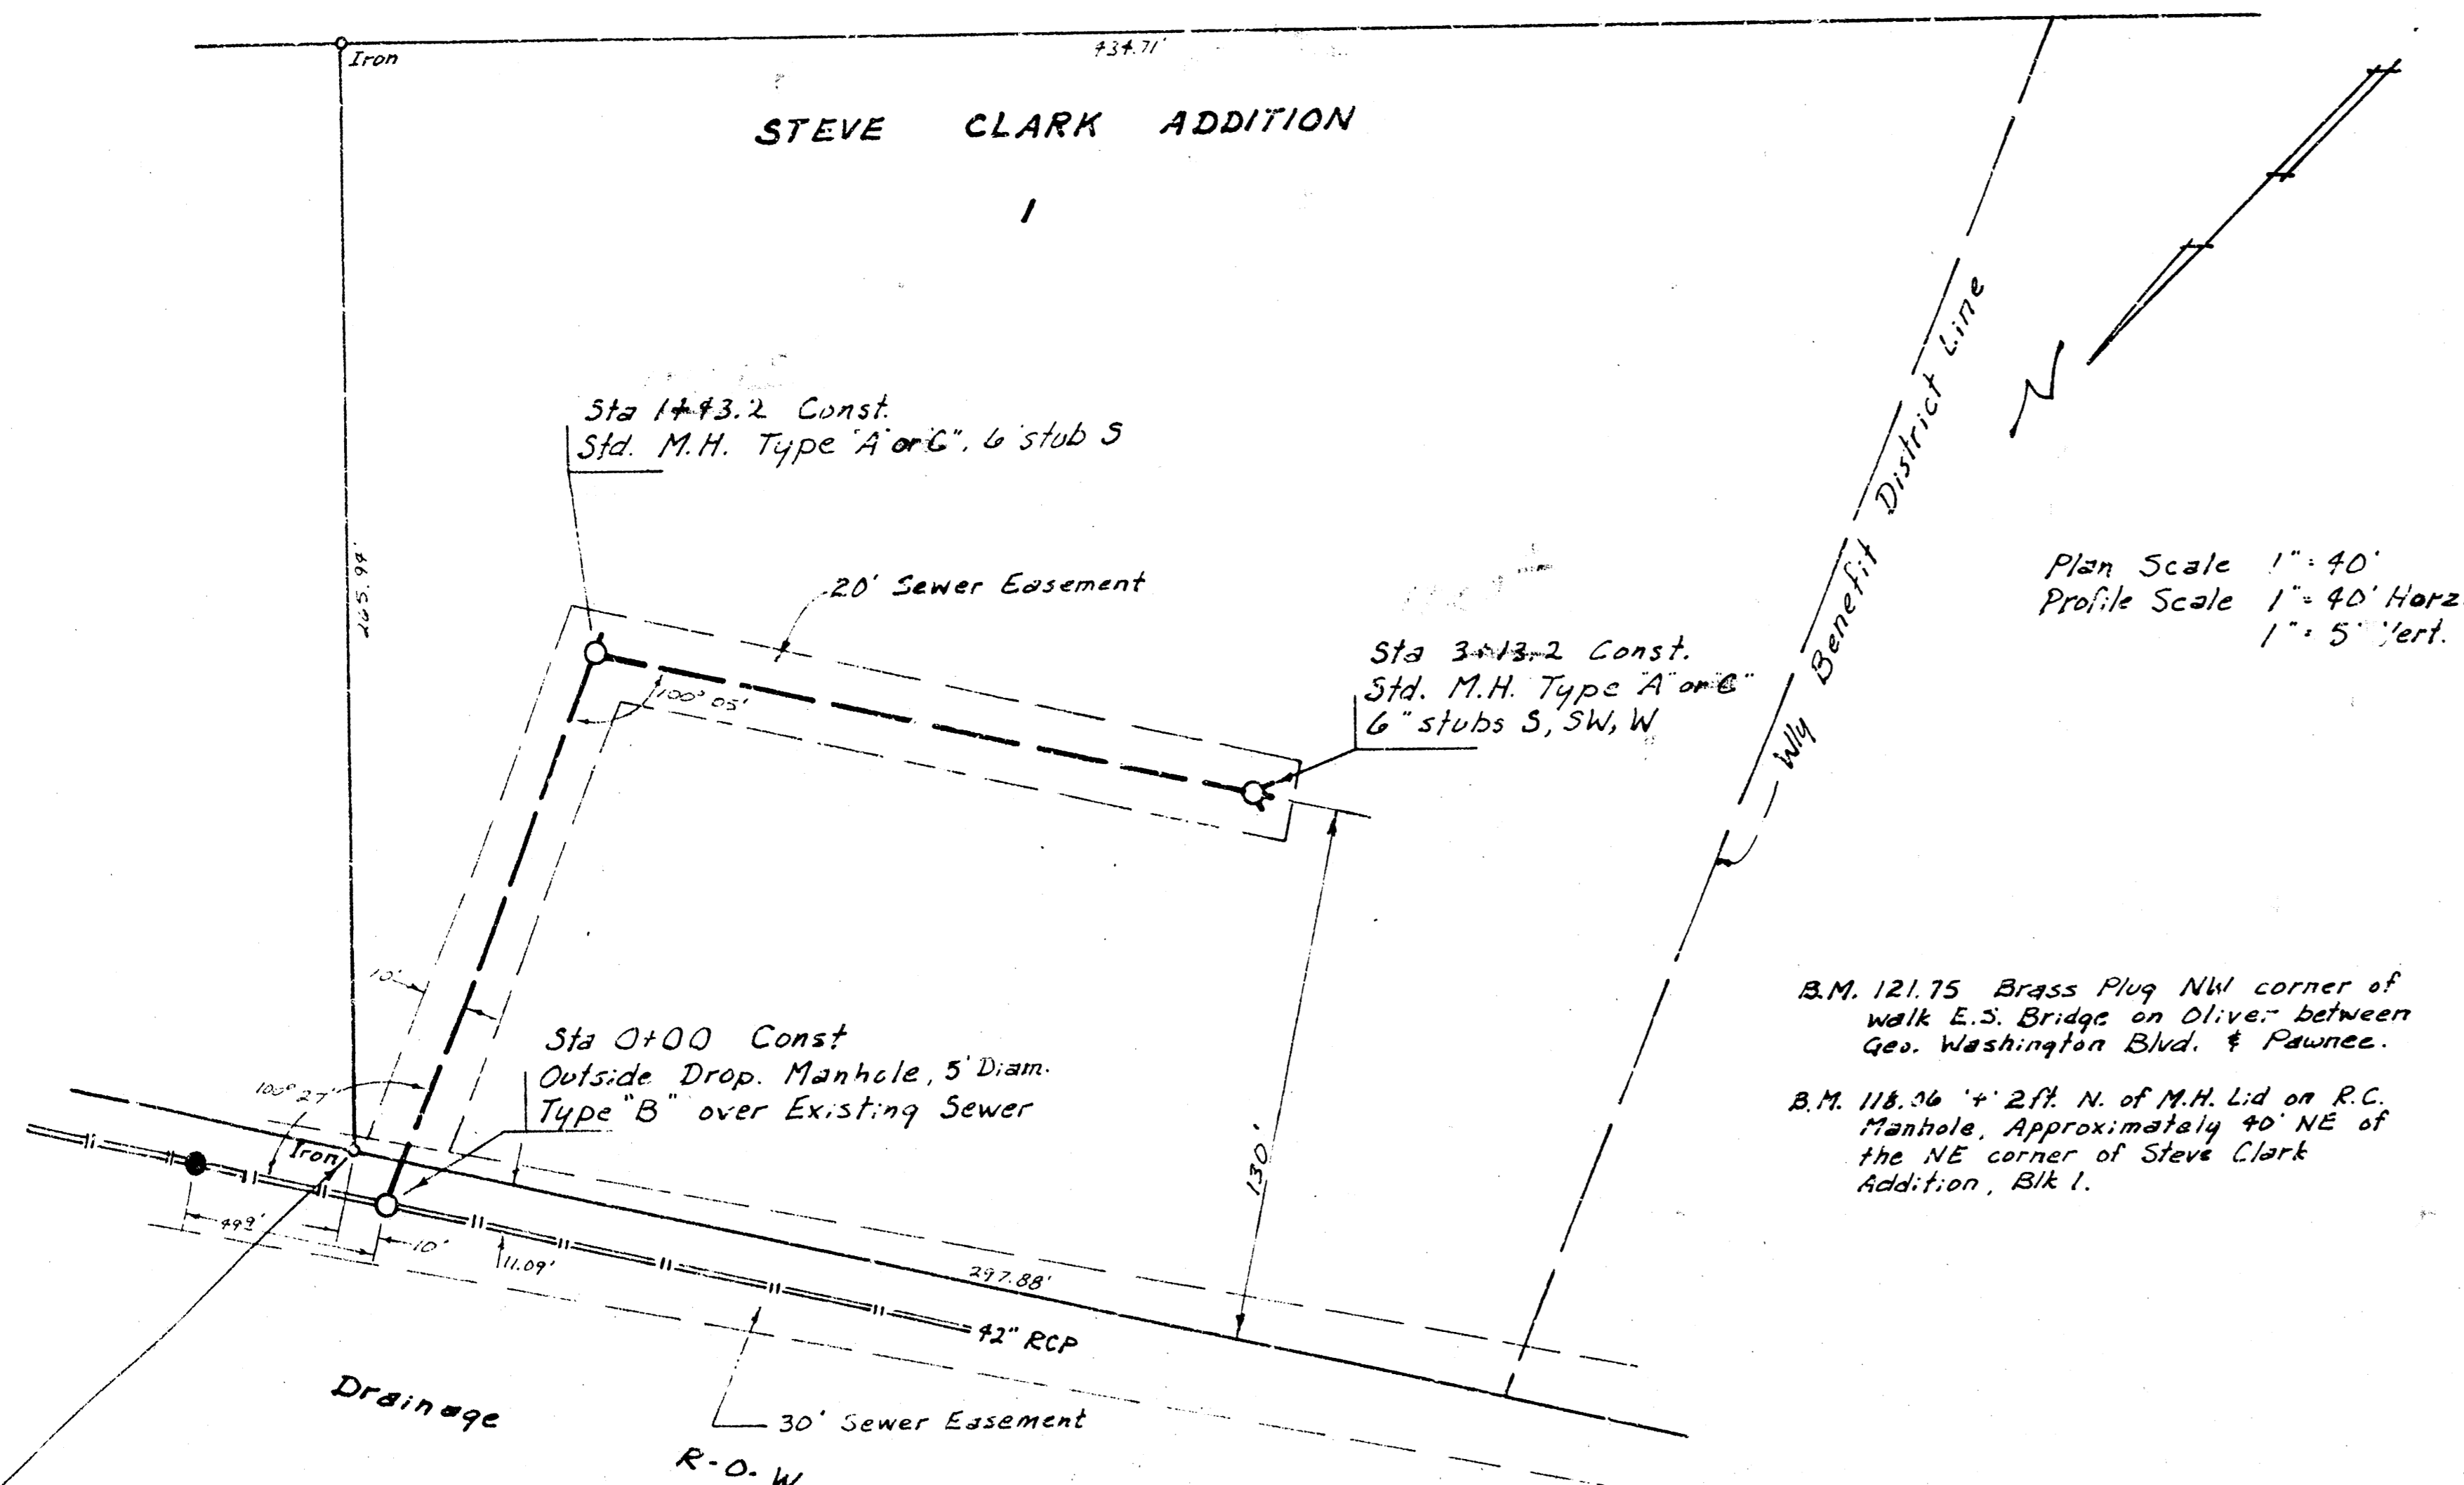 Iron
434.71'
STEVE CLARK ADDITION
1
N
Sta 1+43.2 Const.
Std. M.H. Type "A" or "C", 6" stub S
265.94'
20' Sewer Easement
100° 05'
Sta 3+13.2 Const.
Std. M.H. Type "A" or "C"
6" stubs S, SW, W
Wly Benefit District Line
Plan Scale 1" = 40'
Profile Scale 1" = 40' Horz.
1" = 5' Vert.
10'
Sta 0+00 Const
Outside Drop. Manhole, 5' Diam.
Type "B" over Existing Sewer
100° 27'
Iron
10'
11.09'
297.88'
130'
42" RCP
30' Sewer Easement
Drainage
R-O-W
B.M. 121.75 Brass Plug NW corner of
walk E.S. Bridge on Oliver between
Geo. Washington Blvd. & Pawnee.
B.M. 118.06 '+' 2ft. N. of M.H. Lid on R.C.
Manhole, Approximately 40' NE of
the NE corner of Steve Clark
Addition, Blk 1.